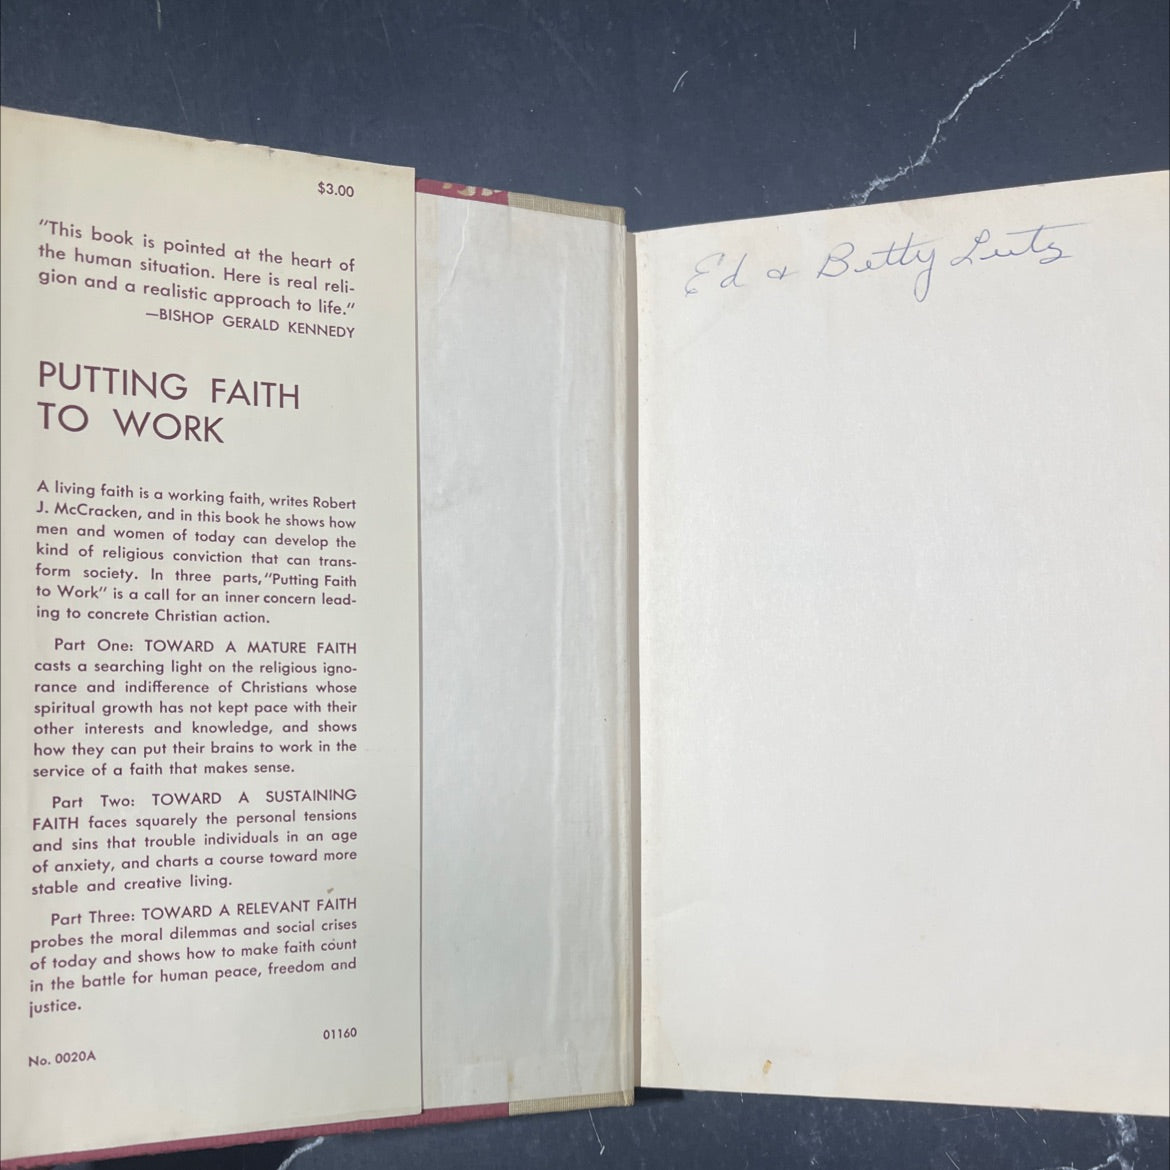 $3.00
"This book is pointed at the heart of
the human situation. Here is real reli-
gion and a realistic approach to life."
—BISHOP GERALD KENNEDY
PUTTING FAITH
TO WORK
A living faith is a working faith, writes Robert
J. McCracken, and in this book he shows how
men and women of today can develop the
kind of religious conviction that can trans-
form society. In three parts, "Putting Faith
to Work" is a call for an inner concern lead-
ing to concrete Christian action.
Part One: TOWARD A MATURE FAITH
casts a searching light on the religious igno-
rance and indifference of Christians whose
spiritual growth has not kept pace with their
other interests and knowledge, and shows
how they can put their brains to work in the
service of a faith that makes sense.
Part Two: TOWARD A SUSTAINING
FAITH faces squarely the personal tensions
and sins that trouble individuals in an age
of anxiety, and charts a course toward more
stable and creative living.
Part Three: TOWARD A RELEVANT FAITH
probes the moral dilemmas and social crises
of today and shows how to make faith count
in the battle for human peace, freedom and
justice.
01160
No. 0020A
Ed & Betty Lutz